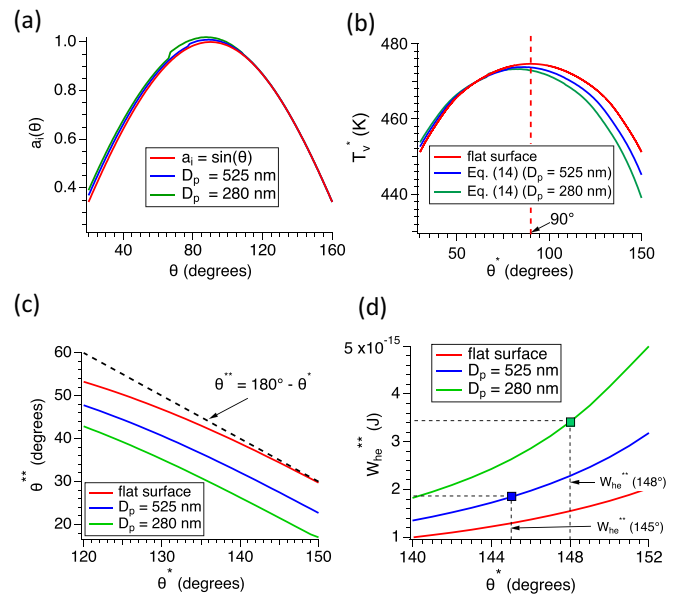 (a)
1.0
0.8
0.6
0.4
a_i(θ)
a_i = sin(θ)
D_p = 525 nm
D_p = 280 nm
40
80
120
160
θ (degrees)
(b)
480
460
440
T_v^* (K)
flat surface
Eq. (14) (D_p = 525 nm)
Eq. (14) (D_p = 280 nm)
90°
50
100
150
θ^* (degrees)
(c)
60
50
40
30
20
θ^** (degrees)
θ^** = 180° - θ^*
flat surface
D_p = 525 nm
D_p = 280 nm
120
130
140
150
θ^* (degrees)
(d)
5 x10^-15
4
3
2
1
W_he^** (J)
flat surface
D_p = 525 nm
D_p = 280 nm
W_he^** (148°)
W_he^** (145°)
140
144
148
152
θ^* (degrees)